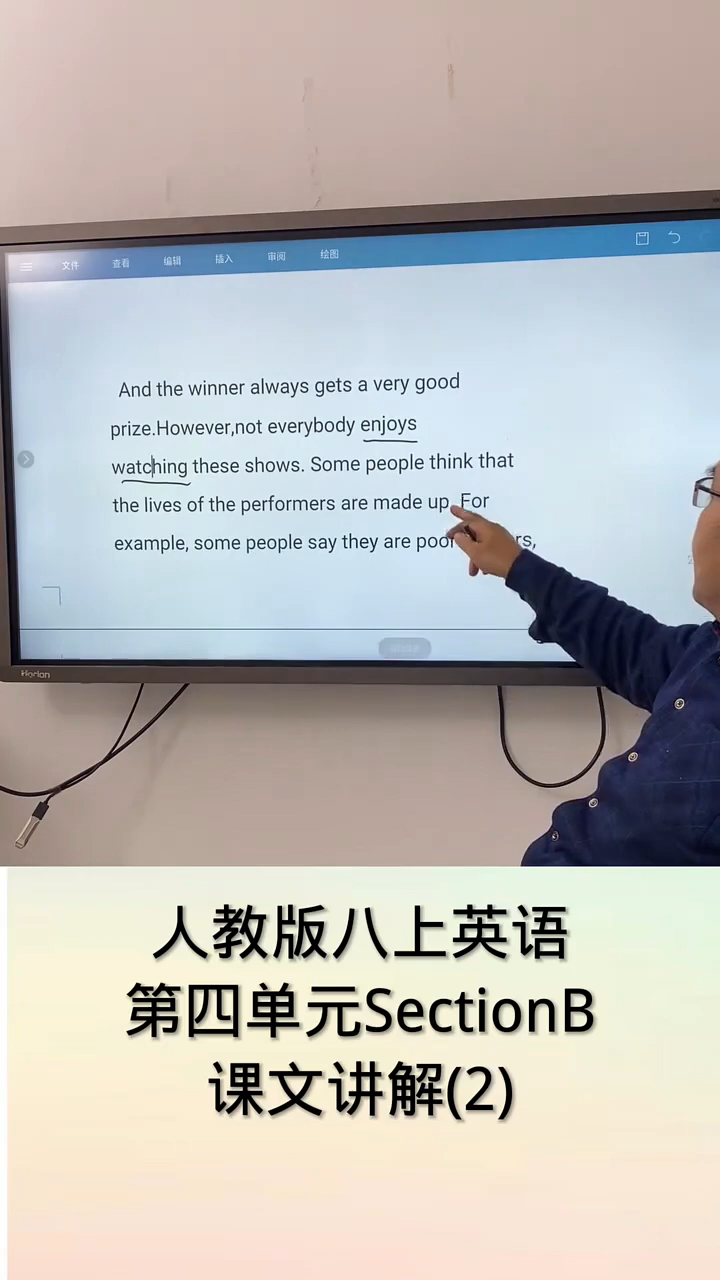 文件 查看 编辑 插入 审阅 绘图
And the winner always gets a very good
prize.However,not everybody enjoys
watching these shows. Some people think that
the lives of the performers are made up. For
example, some people say they are poor
Horion
人教版八上英语
第四单元SectionB
课文讲解(2)